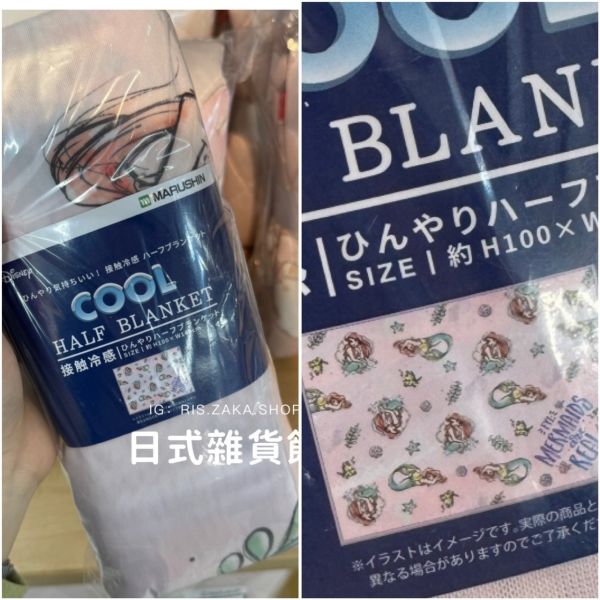 MARUSHIN
DISNEY
ひんやり気持ちいい! 接触冷感 ハーフブランケット
COOL
HALF BLANKET
接触冷感
ひんやりハーフブランケット
SIZE | 約 H100×W
IG: RIS.ZAKA.SHOP
日式雜貨館
OOL
BLAN
ひんやりハーフ
SIZE | 約 H100×W
MERMAIDS
REAL
※イラストはイメージです。実際の商品と
異なる場合がありますのでご了承くだ